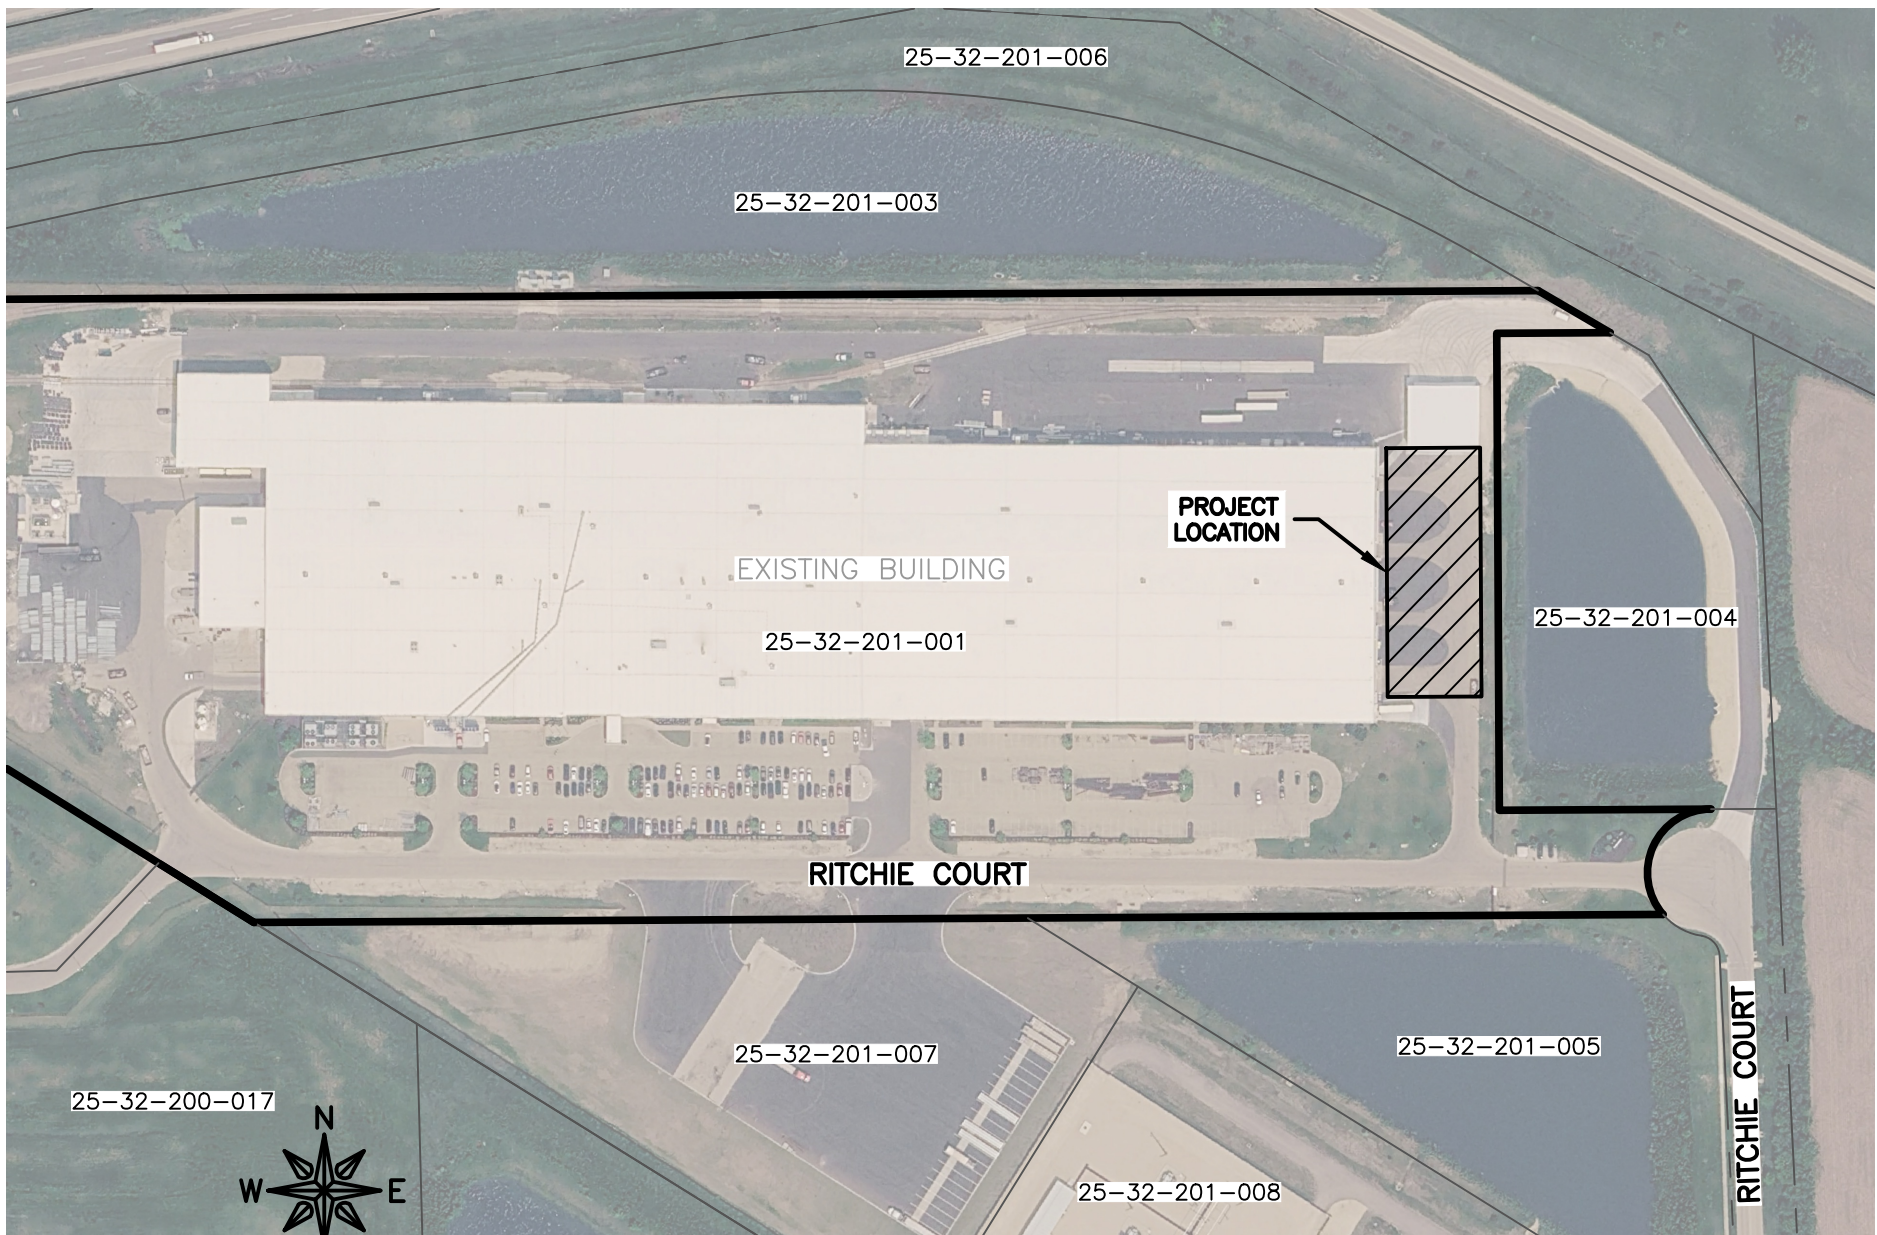 25-32-201-006
25-32-201-003
PROJECT
LOCATION
EXISTING BUILDING
25-32-201-004
25-32-201-001
RITCHIE COURT
25-32-201-007
25-32-201-005
RITCHIE COURT
25-32-200-017
N
W
E
25-32-201-008